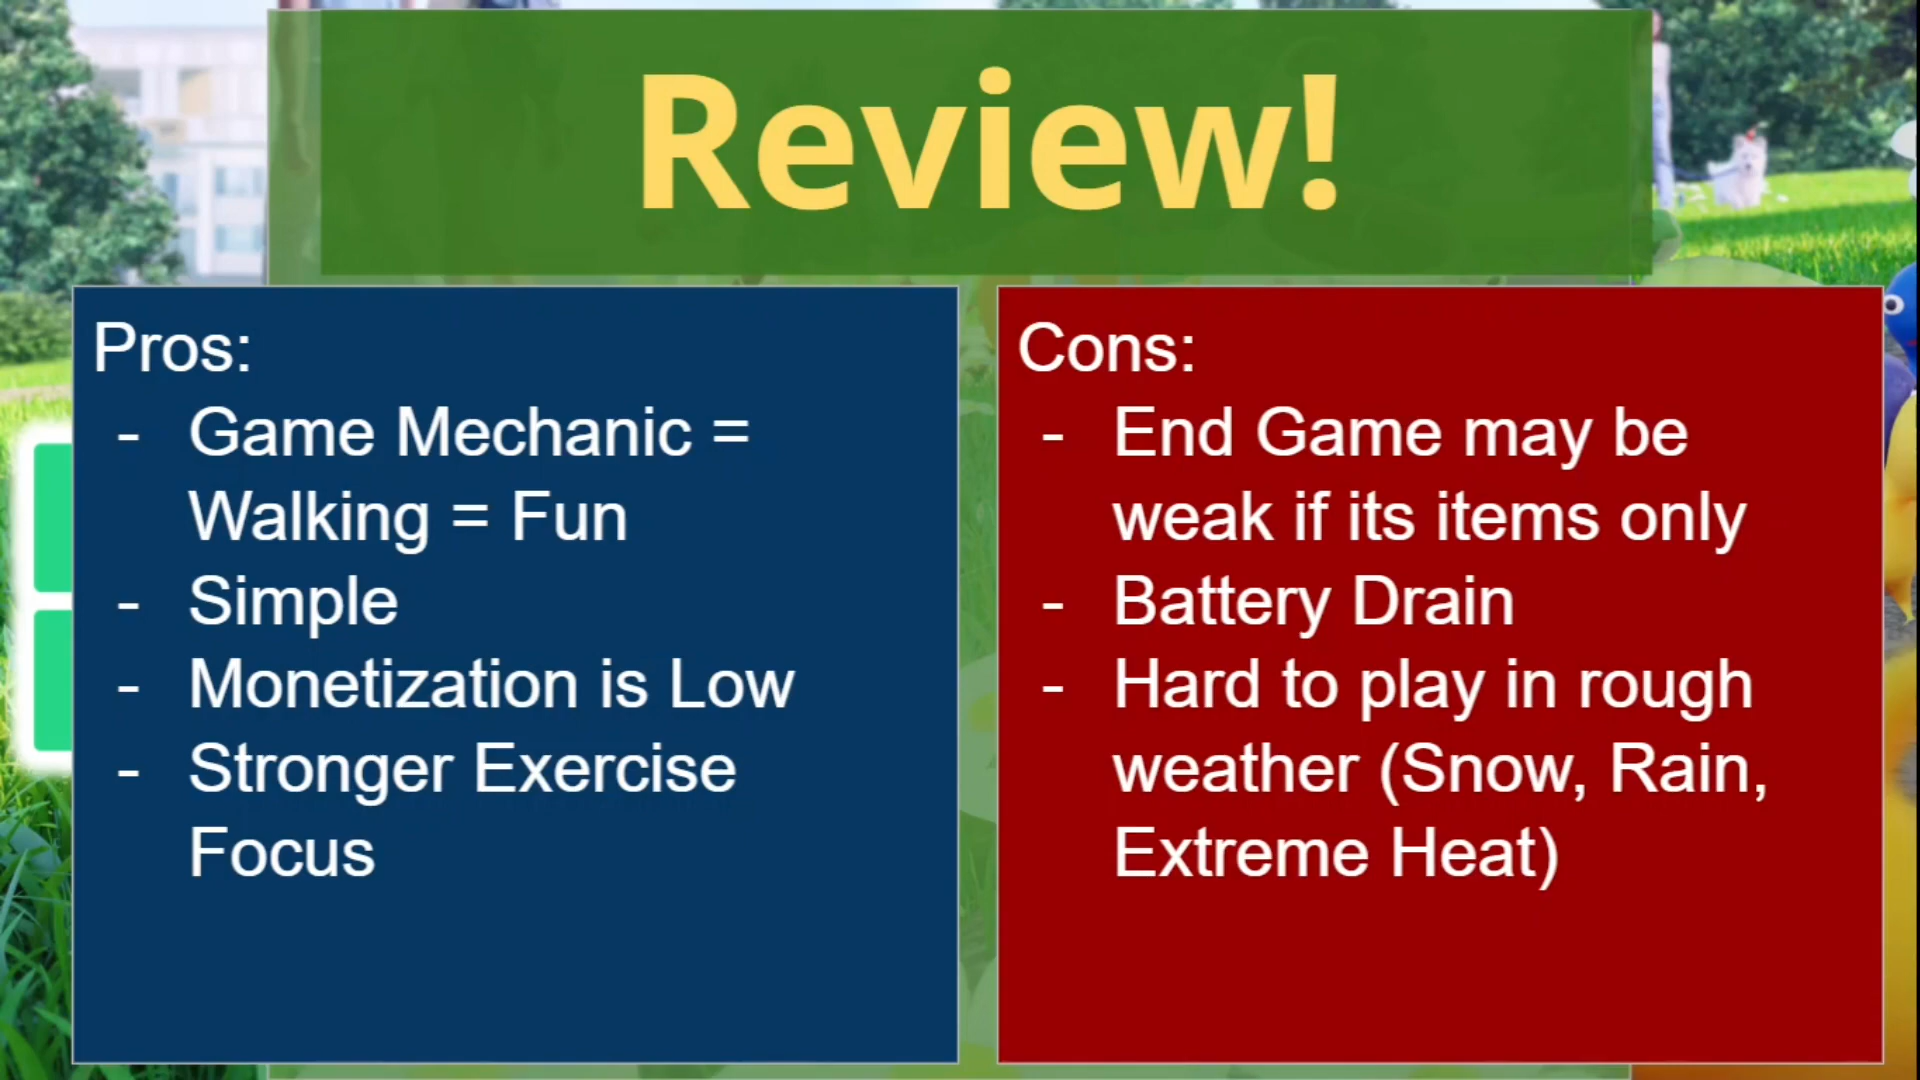 Review!
Pros:
- Game Mechanic =
Walking = Fun
- Simple
- Monetization is Low
- Stronger Exercise
Focus
Cons:
- End Game may be
weak if its items only
- Battery Drain
- Hard to play in rough
weather (Snow, Rain,
Extreme Heat)